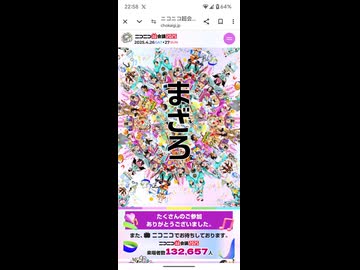 22:58
64%
ニコニコ超会...
chokaigi.jp
ニコニコ超会議2025
2025.4.26SAT・27SUN
まざろう
たくさんのご参加
ありがとうございました。
また、ニコニコでお待ちしております。
ニコニコ超会議2025
来場者数132,657人